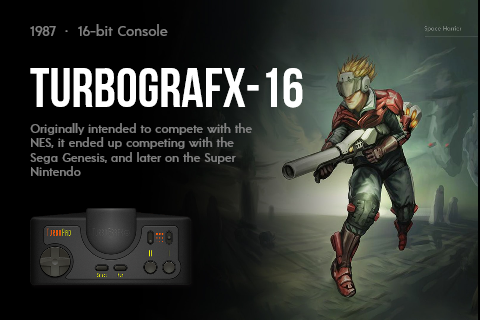 1987 · 16-bit Console
Space Harrier
TURBOGRAFX-16
Originally intended to compete with the
NES, it ended up competing with the
Sega Genesis, and later on the Super
Nintendo
II